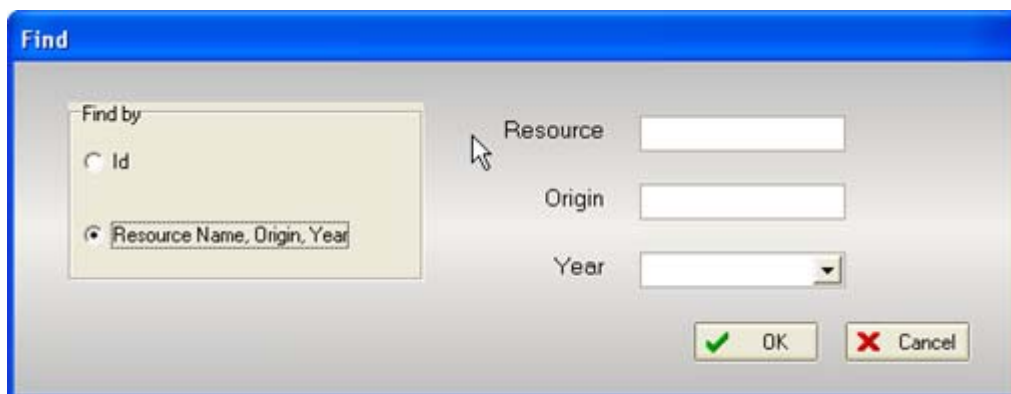 Find
Find by
Id
Resource Name, Origin, Year
Resource
Origin
Year
OK
Cancel